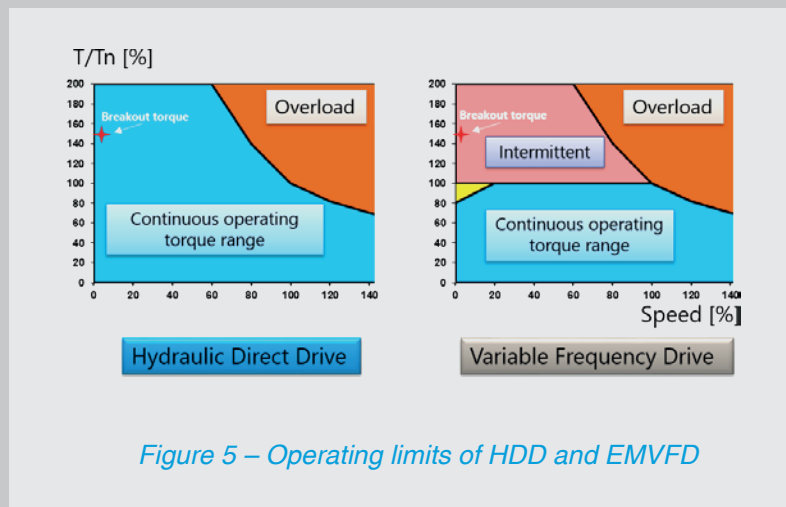 T/Tn [%]
200
180
160
140
120
100
80
60
40
20
0
0 20 40 60 80 100 120 140
Breakout torque
Overload
Continuous operating
torque range
Hydraulic Direct Drive
200
180
160
140
120
100
80
60
40
20
0
0 20 40 60 80 100 120 140
Breakout torque
Overload
Intermittent
Continuous operating
torque range
Speed [%]
Variable Frequency Drive
Figure 5 – Operating limits of HDD and EMVFD